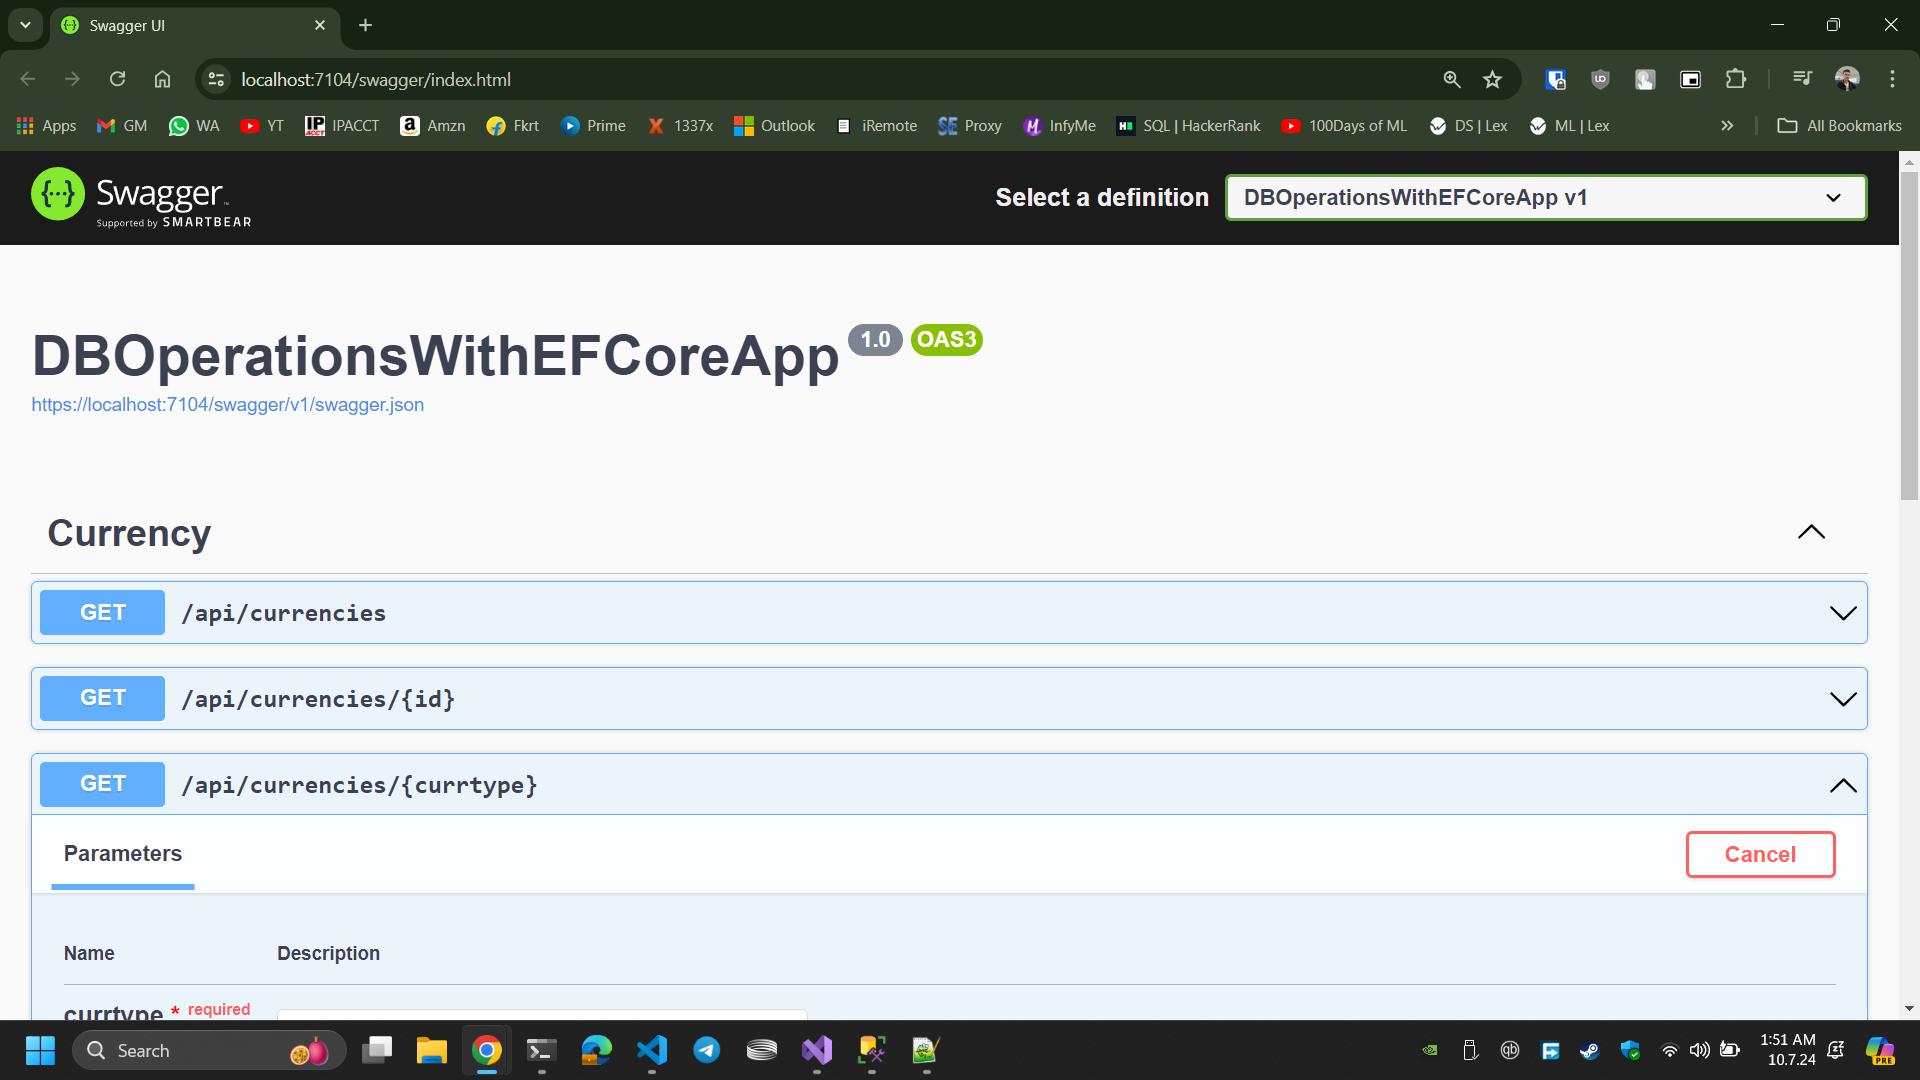 Swagger UI
localhost:7104/swagger/index.html
Apps GM WA YT IPACCT Amzn Fkrt Prime 1337x Outlook iRemote Proxy InfyMe SQL | HackerRank 100Days of ML DS | Lex ML | Lex All Bookmarks
Swagger
Supported by SMARTBEAR
Select a definition
DBOperationsWithEFCoreApp v1
DBOperationsWithEFCoreApp 1.0 OAS3
https://localhost:7104/swagger/v1/swagger.json
Currency
GET /api/currencies
GET /api/currencies/{id}
GET /api/currencies/{currtype}
Parameters
Cancel
Name Description
currtype * required
Search
1:51 AM
10.7.24
PRE